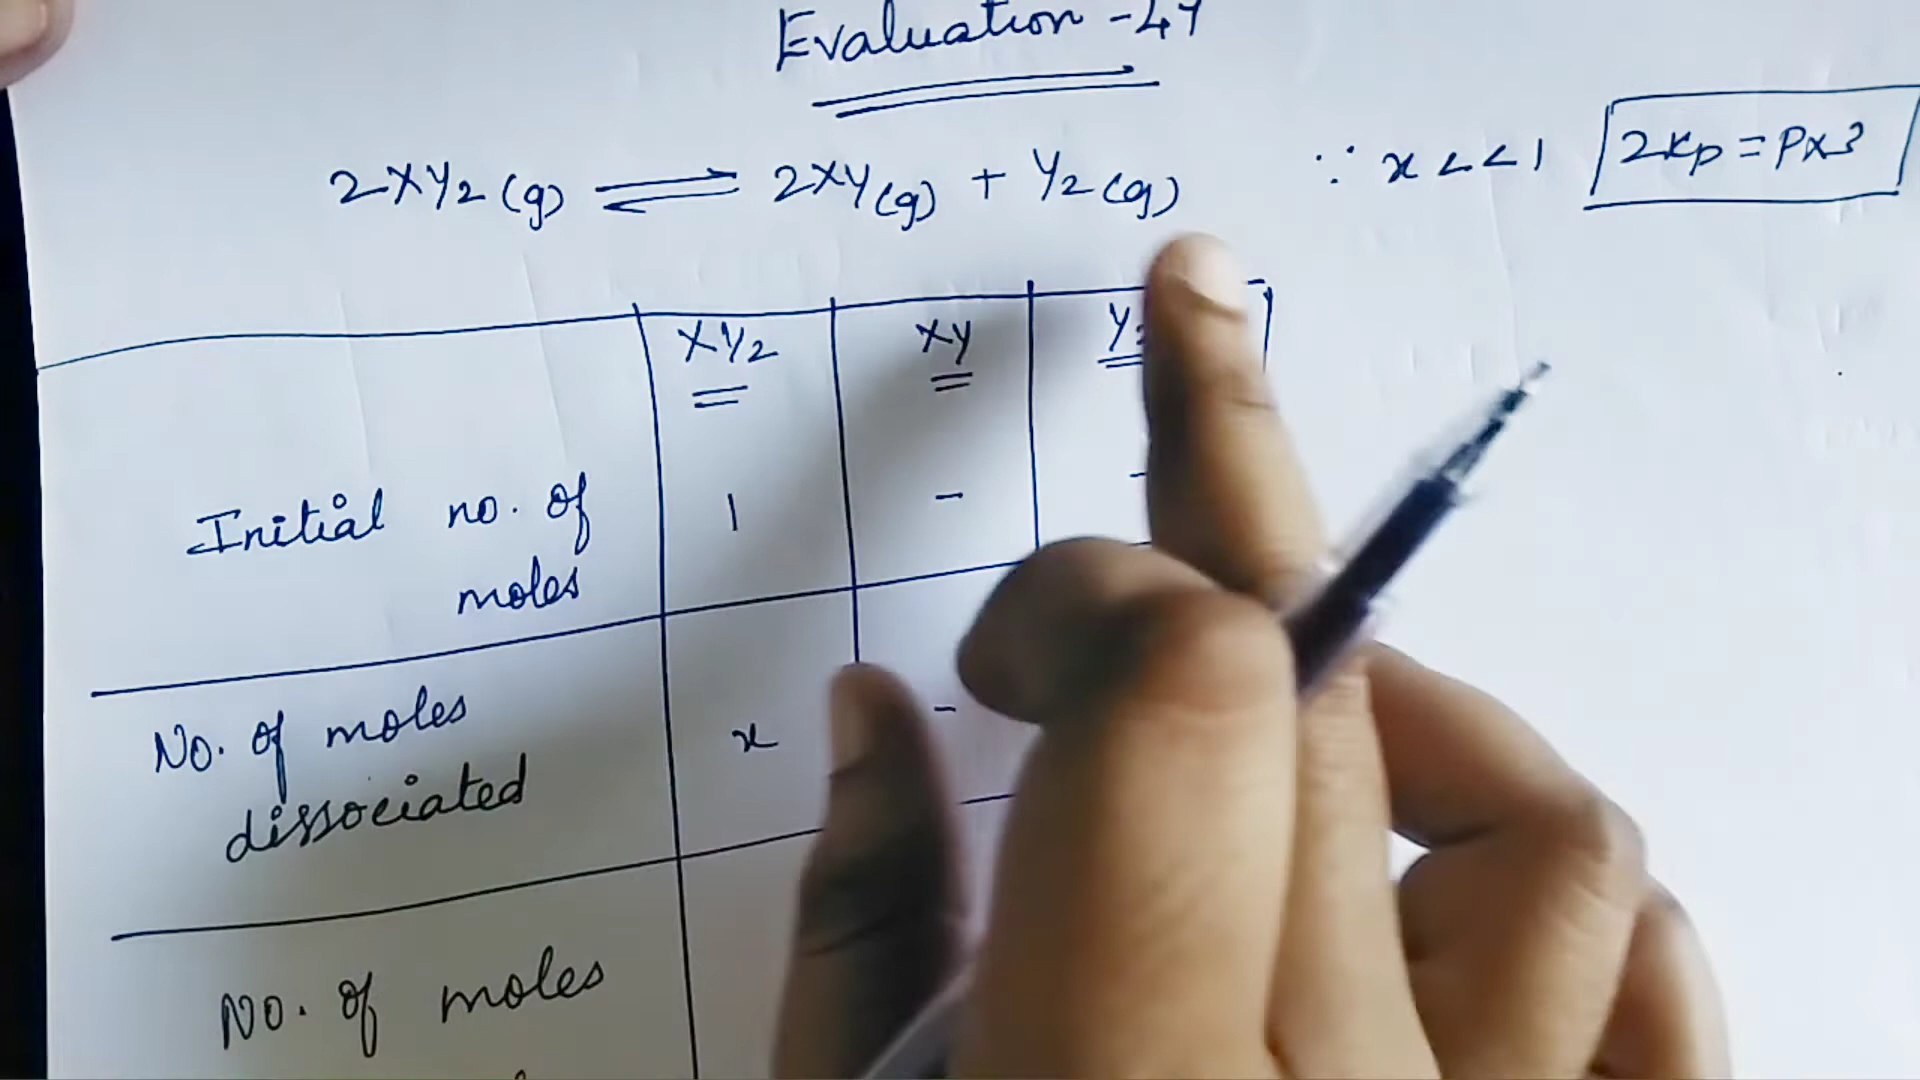 Evaluation -
2XY2(g) ⇌ 2XY(g) + Y2(g) ∵ x << 1 2Kp = Px3
XY2 XY
Initial no. of moles 1 - -
No. of moles dissociated x -
No. of moles